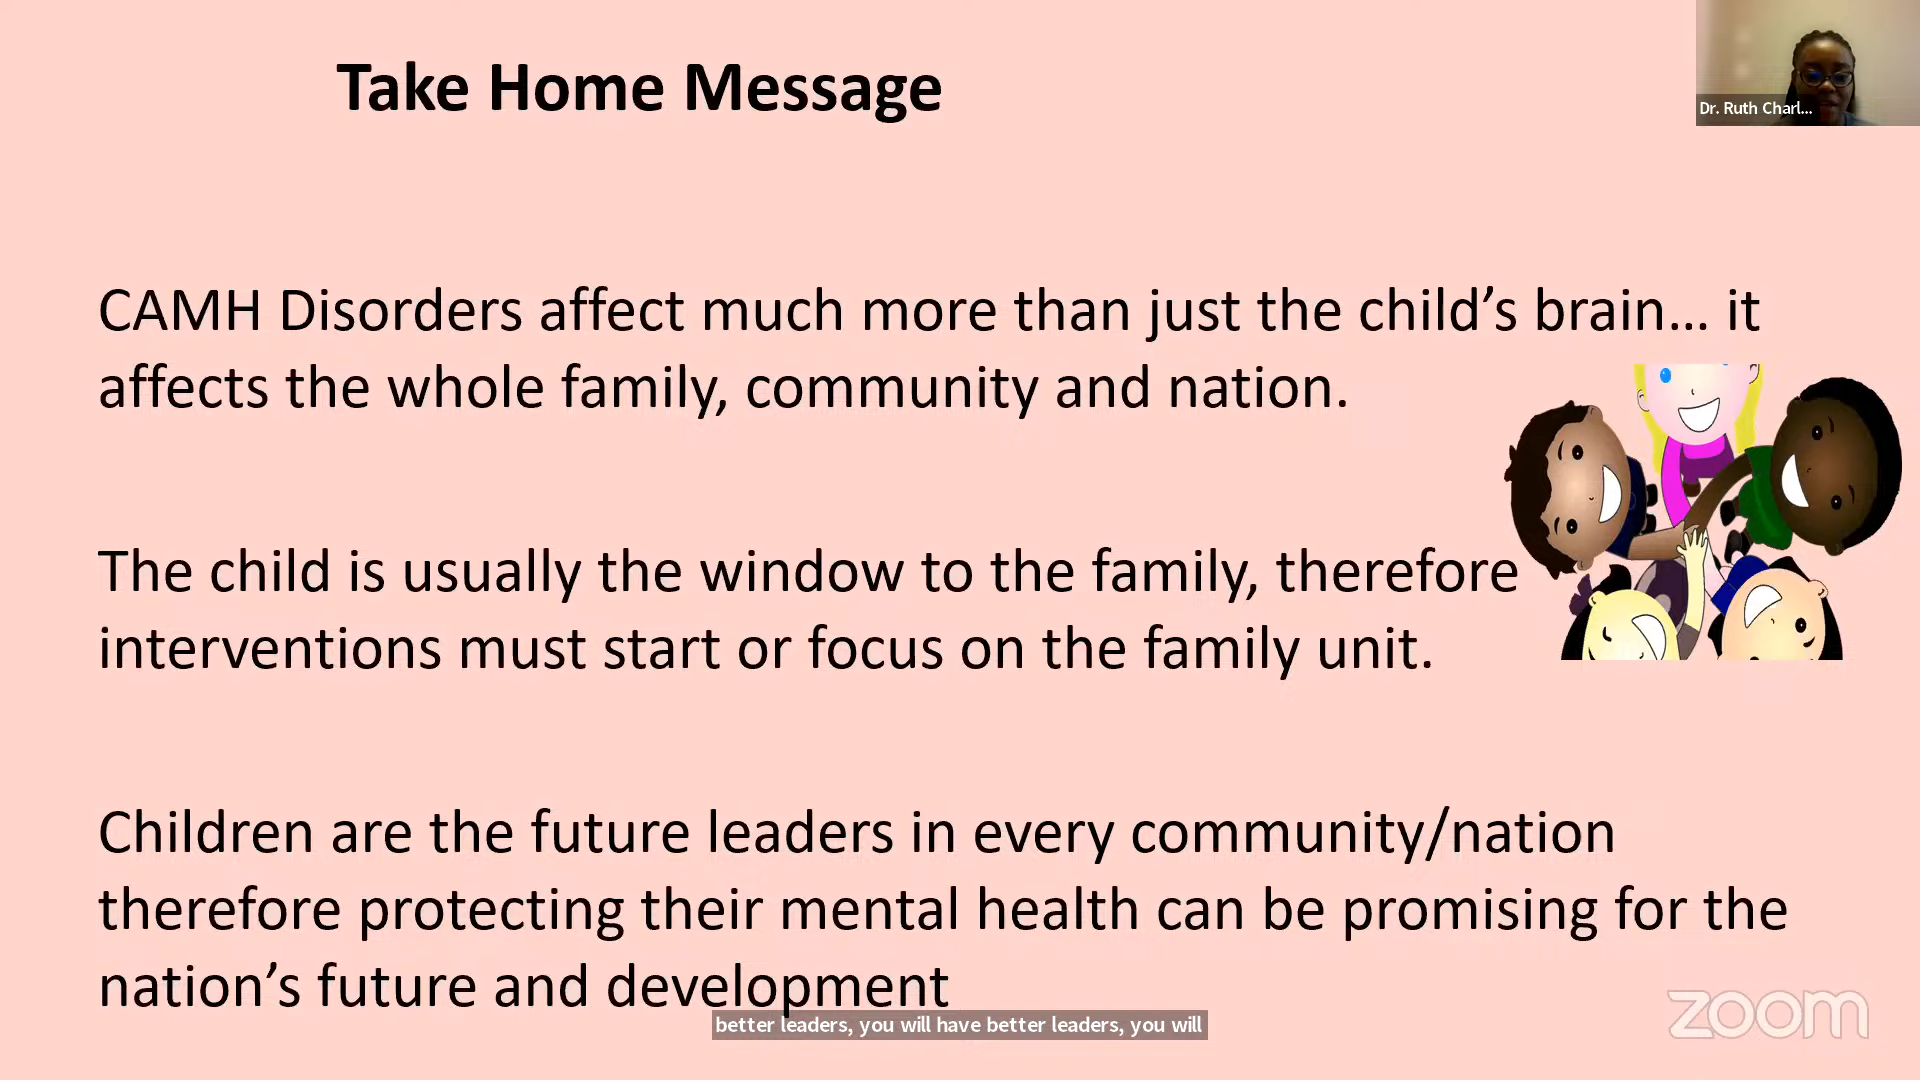 Take Home Message
Dr. Ruth Charl...
CAMH Disorders affect much more than just the child’s brain… it
affects the whole family, community and nation.
The child is usually the window to the family, therefore
interventions must start or focus on the family unit.
Children are the future leaders in every community/nation
therefore protecting their mental health can be promising for the
nation’s future and development
better leaders, you will have better leaders, you will
zoom